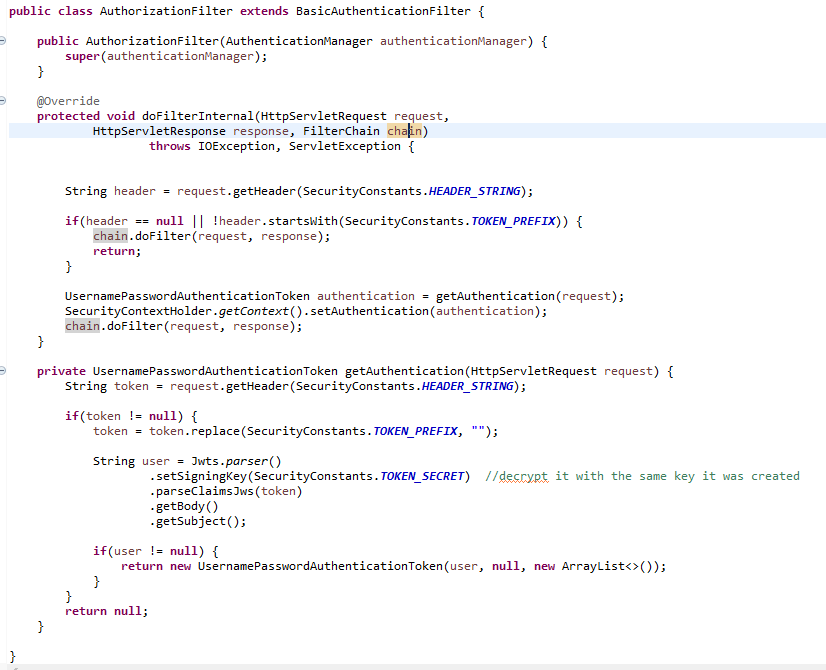 public class AuthorizationFilter extends BasicAuthenticationFilter {
public AuthorizationFilter(AuthenticationManager authenticationManager) {
super(authenticationManager);
}
@Override
protected void doFilterInternal(HttpServletRequest request,
HttpServletResponse response, FilterChain chain)
throws IOException, ServletException {
String header = request.getHeader(SecurityConstants.HEADER_STRING);
if(header == null || !header.startsWith(SecurityConstants.TOKEN_PREFIX)) {
chain.doFilter(request, response);
return;
}
UsernamePasswordAuthenticationToken authentication = getAuthentication(request);
SecurityContextHolder.getContext().setAuthentication(authentication);
chain.doFilter(request, response);
}
private UsernamePasswordAuthenticationToken getAuthentication(HttpServletRequest request) {
String token = request.getHeader(SecurityConstants.HEADER_STRING);
if(token != null) {
token = token.replace(SecurityConstants.TOKEN_PREFIX, "");
String user = Jwts.parser()
.setSigningKey(SecurityConstants.TOKEN_SECRET) //decrypt it with the same key it was created
.parseClaimsJws(token)
.getBody()
.getSubject();
if(user != null) {
return new UsernamePasswordAuthenticationToken(user, null, new ArrayList<>());
}
}
return null;
}
}